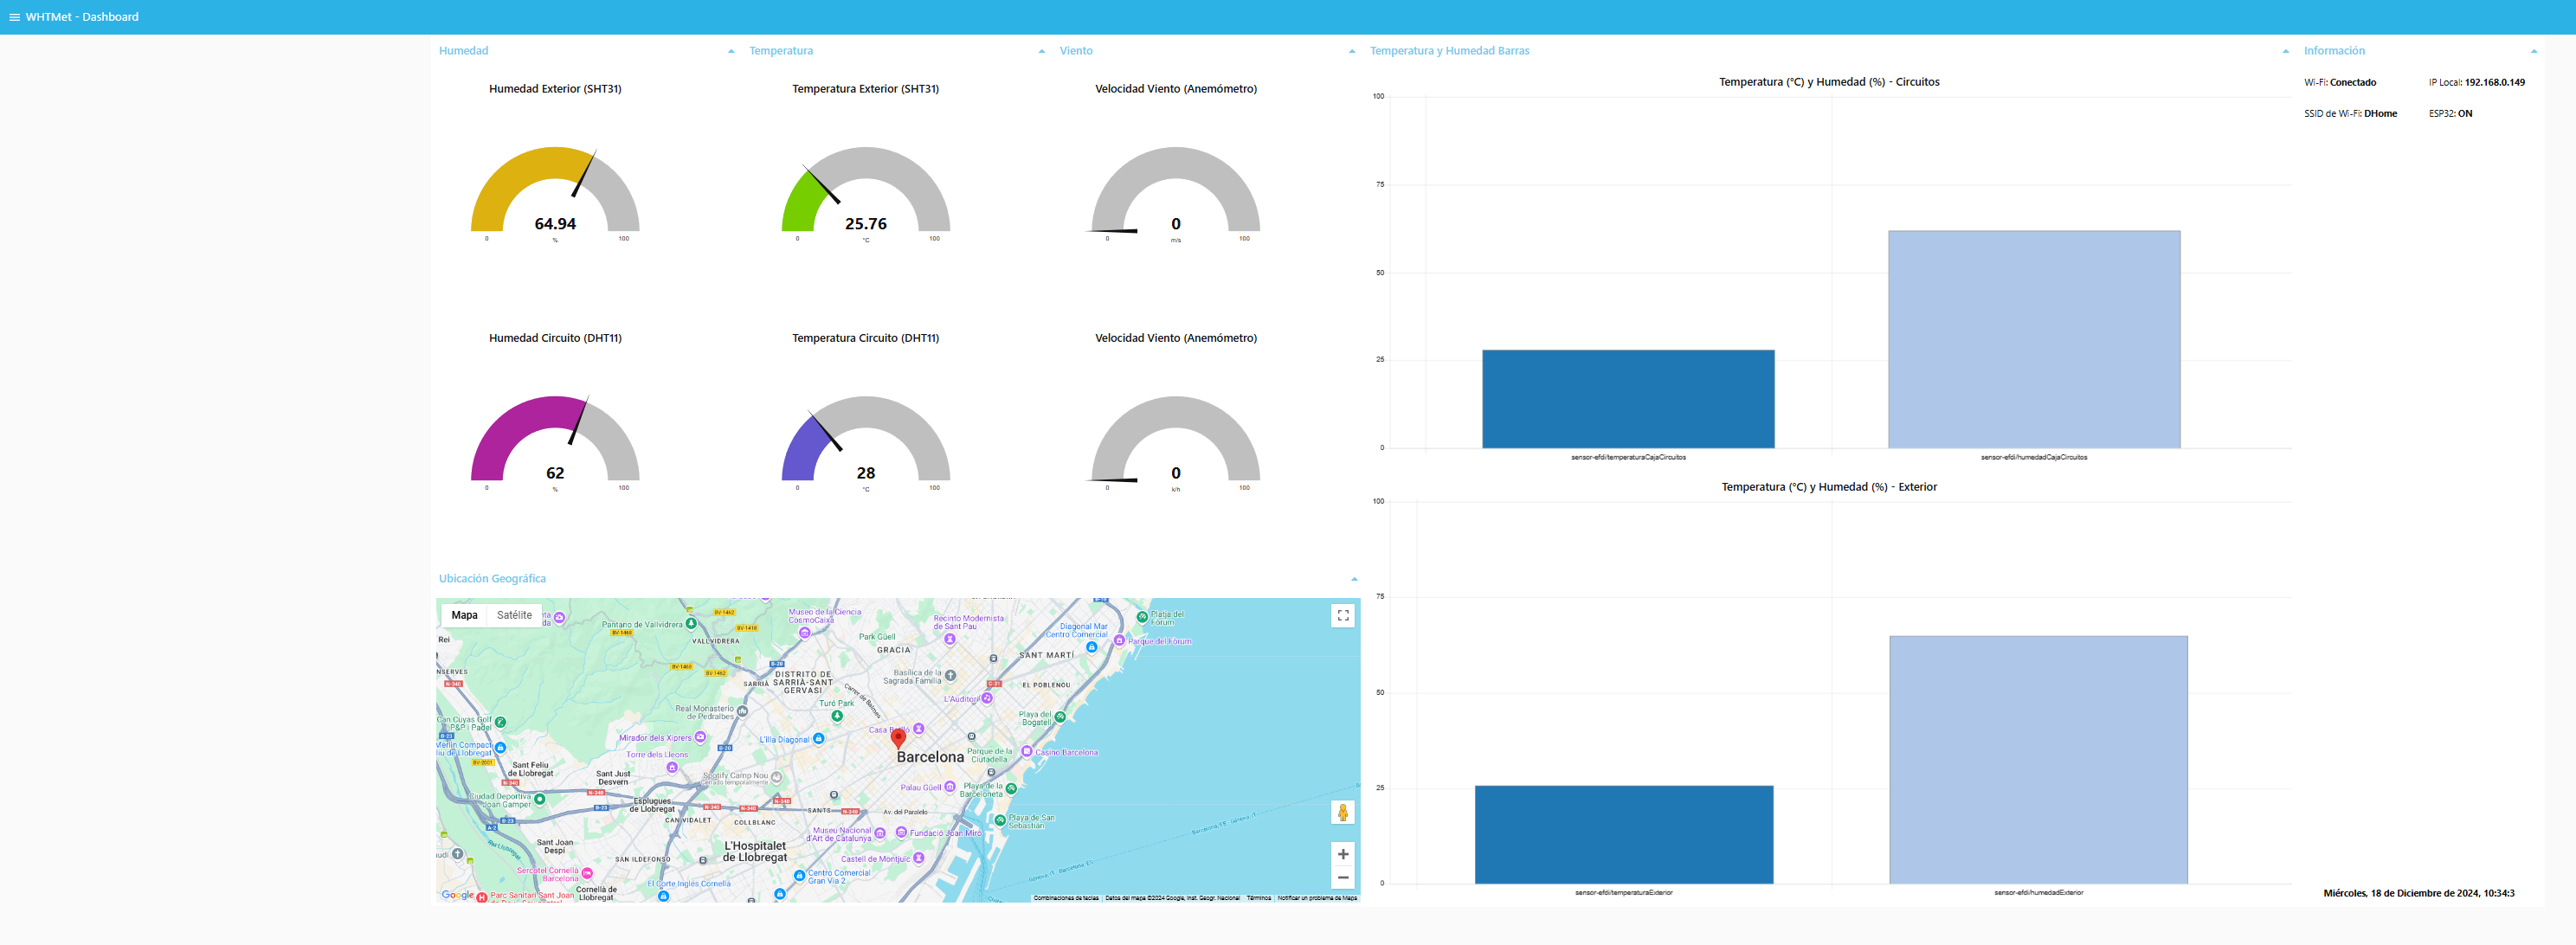 WHTMet - Dashboard
Humedad
Humedad Exterior (SHT31)
64.94
%
0
100
Humedad Circuito (DHT11)
62
%
0
100
Temperatura
Temperatura Exterior (SHT31)
25.76
°C
0
100
Temperatura Circuito (DHT11)
28
°C
0
100
Viento
Velocidad Viento (Anemómetro)
0
m/s
0
100
Velocidad Viento (Anemómetro)
0
k/h
0
100
Ubicación Geográfica
Mapa Satélite
Pantano de Vallvidrera
VALLVIDRERA
Museo de la Ciencia
CosmoCaixa
Park Güell
GRACIA
Recinto Modernista
de Sant Pau
Diagonal Mar
Centro Comercial
Platja del
Fòrum
Parque del Fòrum
SANT MARTÍ
Basílica de la
Sagrada Familia
EL POBLENOU
DISTRITO DE
SARRIÀ-SANT
GERVASI
SARRIÀ
Carrer de Balmes
L'Auditori
Real Monasterio
de Pedralbes
Turó Park
Playa del
Bogatell
Can Cuyas Golf
P&P i Padel
Mirador dels Xiprers
L'illa Diagonal
Casa Batlló
Barcelona
Parque de la
Ciutadella
Casino Barcelona
Torre dels Lleons
Sant Feliu
de Llobregat
Sant Just
Desvern
Spotify Camp Nou
Cerrado temporalmente
Palau Güell
Playa de la
Barceloneta
Ciudad Deportiva
Joan Gamper
Esplugues
de Llobregat
SANTS
Av. del Paralelo
CAN VIDALET
COLLBLANC
Museu Nacional
d'Art de Catalunya
Fundació Joan Miró
Playa de San
Sebastián
Sant Joan
Despí
SAN ILDEFONSO
L'Hospitalet
de Llobregat
Castell de Montjuïc
Sercotel Cornellà
Barcelona
Cornellà de
Llobregat
El Corte Inglés Cornellà
Centro Comercial
Gran Via 2
Google
Parc Sanitari Sant Joan
Combinaciones de teclas
Datos del mapa ©2024 Google, Inst. Geogr. Nacional
Términos
Notificar un problema de Maps
Temperatura y Humedad Barras
Temperatura (°C) y Humedad (%) - Circuitos
100
75
50
25
0
sensor-efdi/temperaturaCajaCircuitos
sensor-efdi/humedadCajaCircuitos
Temperatura (°C) y Humedad (%) - Exterior
100
75
50
25
0
sensor-efdi/temperaturaExterior
sensor-efdi/humedadExterior
Información
Wi-Fi: Conectado
IP Local: 192.168.0.149
SSID de Wi-Fi: DHome
ESP32: ON
Miércoles, 18 de Diciembre de 2024, 10:34:3